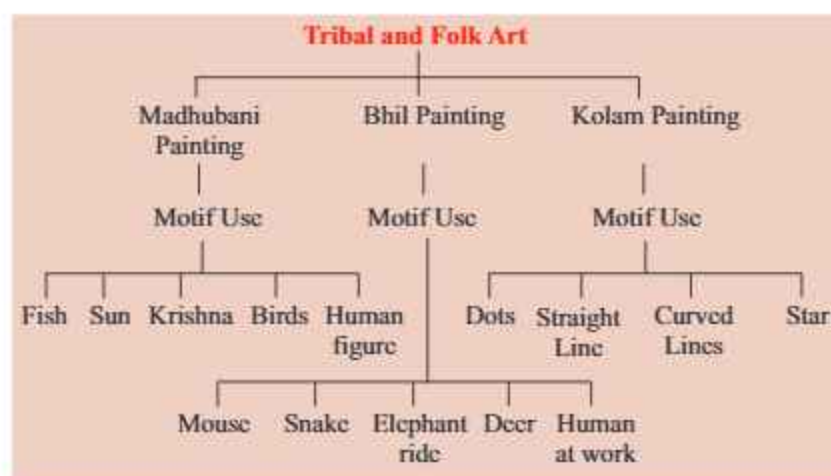 Tribal and Folk Art
Madhubani Painting
Bhil Painting
Kolam Painting
Motif Use
Motif Use
Motif Use
Fish
Sun
Krishna
Birds
Human figure
Dots
Straight Line
Curved Lines
Star
Mouse
Snake
Elephant ride
Deer
Human at work